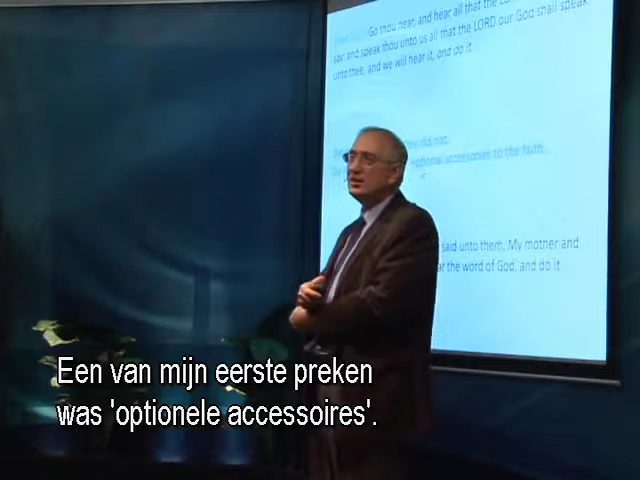 Go thou near, and hear all that the
say: and speak thou unto us all that the LORD our God shall speak
unto thee, and we will hear it, and do it
did not.
optional accessories to the faith.
said unto them, My mother and
the word of God, and do it
Een van mijn eerste preken
was 'optionele accessoires'.